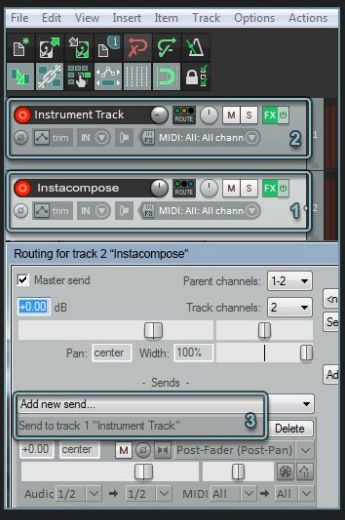 File Edit View Insert Item Track Options Actions
Instrument Track ROUTE M S FX
trim IN FX MIDI: All: All chann 2 1
Instacompose ROUTE M S FX
trim IN FX MIDI: All: All chann 1 2
Routing for track 2 "Instacompose"
Master send Parent channels: 1-2
+0.00 dB Track channels: 2
Pan: center Width: 100%
- Sends -
Add new send...
Send to track 1 "Instrument Track" 3 Delete
+0.00 center M Post-Fader (Post-Pan)
Audio 1/2 → 1/2 MIDI All → All